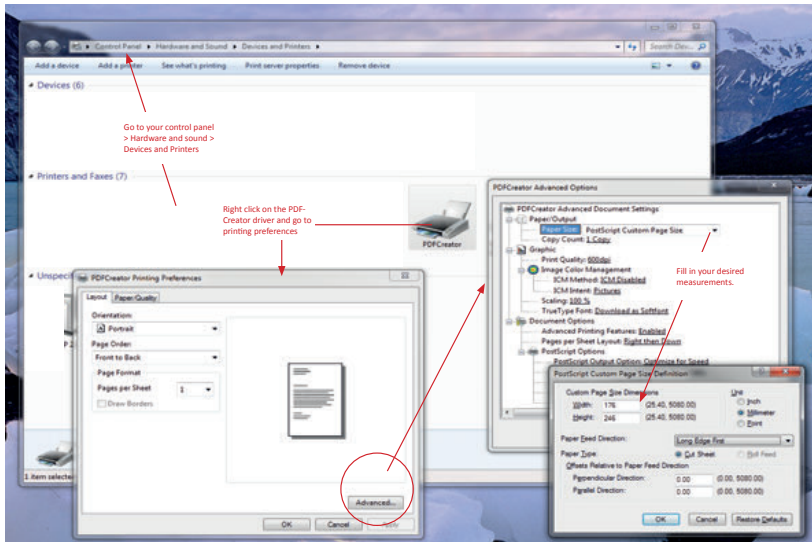 Control Panel ▸ Hardware and Sound ▸ Devices and Printers ▸
Search Dev...
Add a device Add a printer See what's printing Print server properties Remove device
Devices (6)
Go to your control panel
> Hardware and sound >
Devices and Printers
Printers and Faxes (7)
Right click on the PDF-
Creator driver and go to
printing preferences
PDFCreator
Unspeci
1 item selected
PDFCreator Printing Preferences
Layout Paper/Quality
Orientation:
Portrait
Page Order:
Front to Back
Page Format
Pages per Sheet 1
Draw Borders
Advanced...
OK Cancel Apply
PDFCreator Advanced Options
PDFCreator Advanced Document Settings
Paper/Output
Paper Size: PostScript Custom Page Size
Copy Count: 1 Copy
Graphic
Print Quality: 600dpi
Image Color Management
ICM Method: ICM Disabled
ICM Intent: Pictures
Scaling: 100 %
TrueType Font: Download as Softfont
Document Options
Advanced Printing Features: Enabled
Pages per Sheet Layout: Right then Down
PostScript Options
PostScript Output Option: Optimize for Speed
Fill in your desired
measurements.
PostScript Custom Page Size Definition
Custom Page Size Dimensions
Width: 176 (25.40, 5080.00)
Height: 246 (25.40, 5080.00)
Unit
Inch
Millimeter
Point
Paper Feed Direction: Long Edge First
Paper Type: Cut Sheet Roll Feed
Offsets Relative to Paper Feed Direction
Perpendicular Direction: 0.00 (0.00, 5080.00)
Parallel Direction: 0.00 (0.00, 5080.00)
OK Cancel Restore Defaults